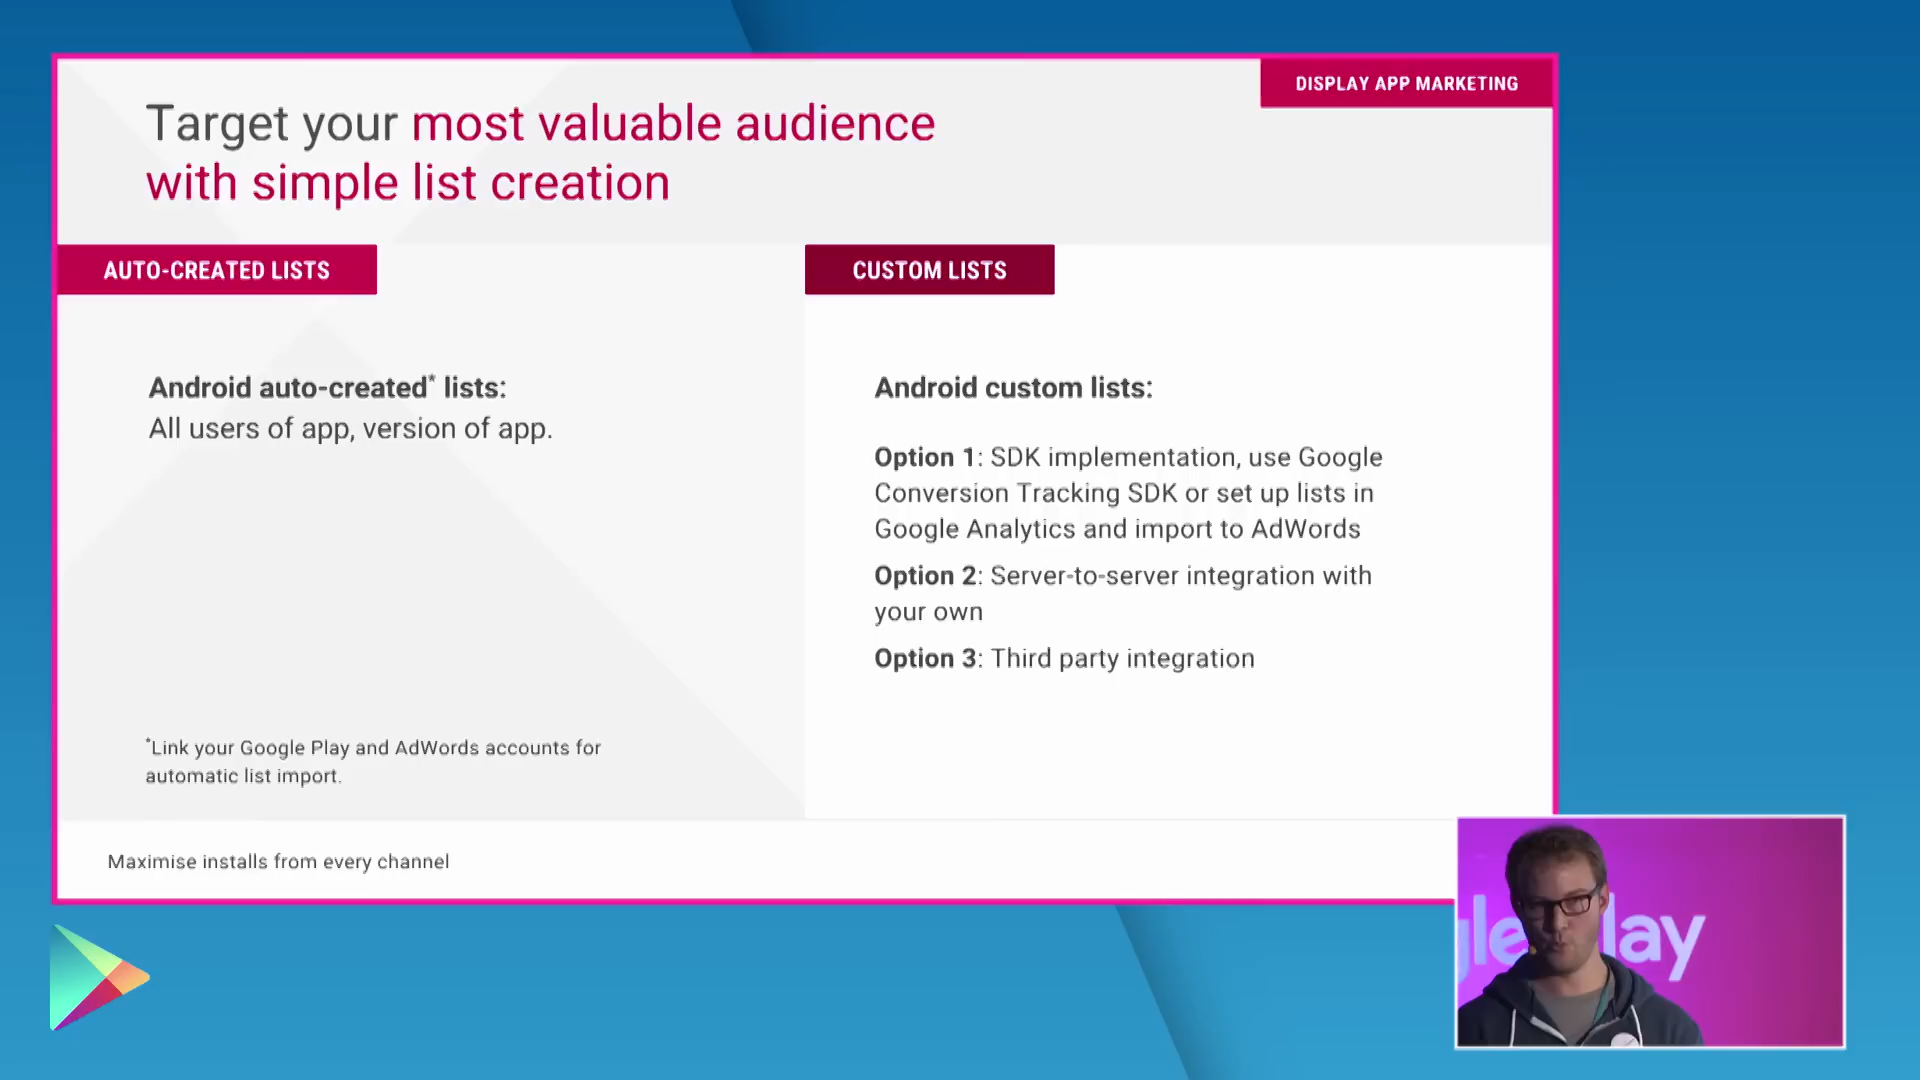 DISPLAY APP MARKETING
Target your most valuable audience
with simple list creation
AUTO-CREATED LISTS
Android auto-created* lists:
All users of app, version of app.
*Link your Google Play and AdWords accounts for
automatic list import.
CUSTOM LISTS
Android custom lists:
Option 1: SDK implementation, use Google
Conversion Tracking SDK or set up lists in
Google Analytics and import to AdWords
Option 2: Server-to-server integration with
your own
Option 3: Third party integration
Maximise installs from every channel
gle lay